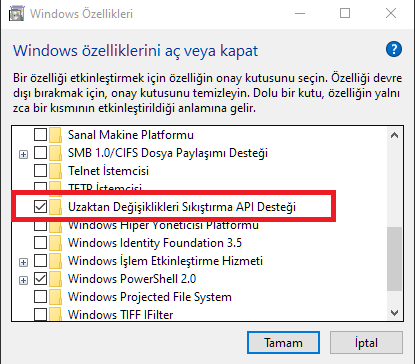 Windows Özellikleri
Windows özelliklerini aç veya kapat
Bir özelliği etkinleştirmek için özelliğin onay kutusunu seçin. Özelliği devre
dışı bırakmak için, onay kutusunu temizleyin. Dolu bir kutu, özelliğin yalnı
zca bir kısmının etkinleştirildiği anlamına gelir.
Sanal Makine Platformu
SMB 1.0/CIFS Dosya Paylaşımı Desteği
Telnet İstemcisi
TFTP İstemcisi
Uzaktan Değişiklikleri Sıkıştırma API Desteği
Windows Hiper Yöneticisi Platformu
Windows Identity Foundation 3.5
Windows İşlem Etkinleştirme Hizmeti
Windows PowerShell 2.0
Windows Projected File System
Windows TIFF IFilter
Tamam
İptal